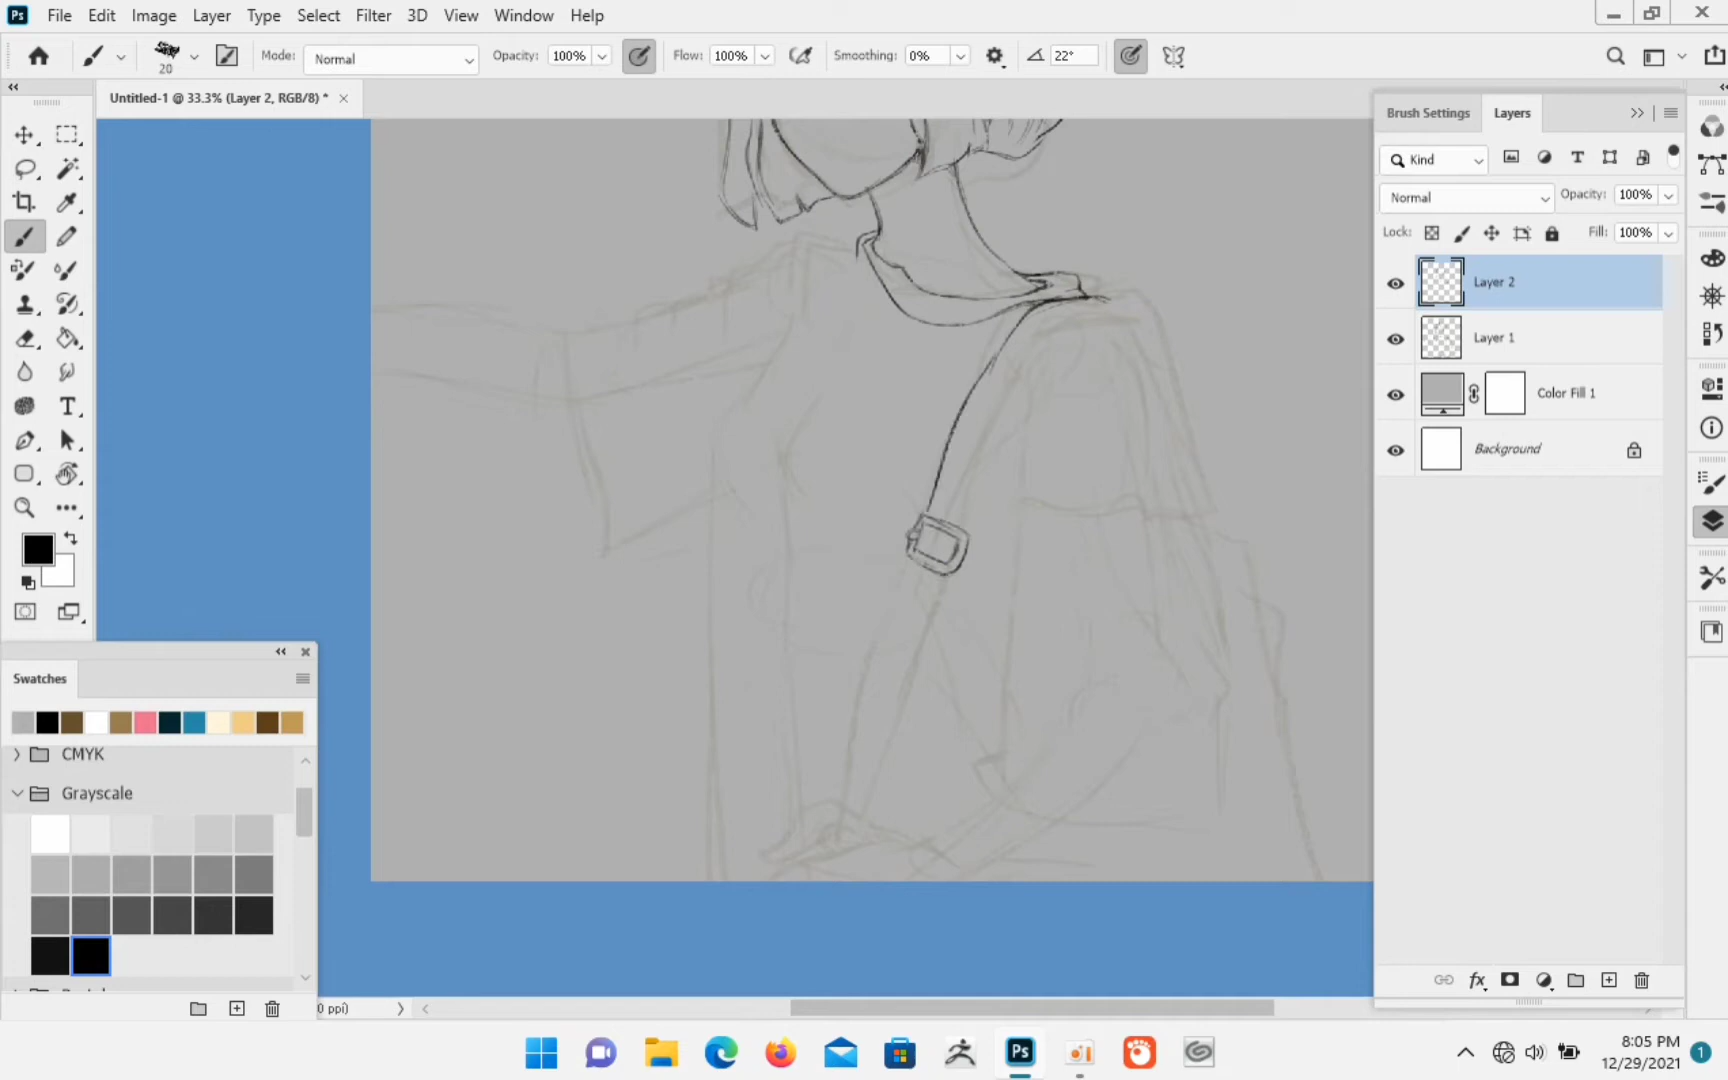 Ps File Edit Image Layer Type Select Filter 3D View Window Help
20 Mode: Normal Opacity: 100% Flow: 100% Smoothing: 0% 22°
Untitled-1 @ 33.3% (Layer 2, RGB/8) *
Brush Settings Layers
Kind
Normal Opacity: 100%
Lock: Fill: 100%
Layer 2
Layer 1
Color Fill 1
Background
T
Swatches
CMYK
Grayscale
0 ppi)
fx
Ps
8:05 PM
12/29/2021
1